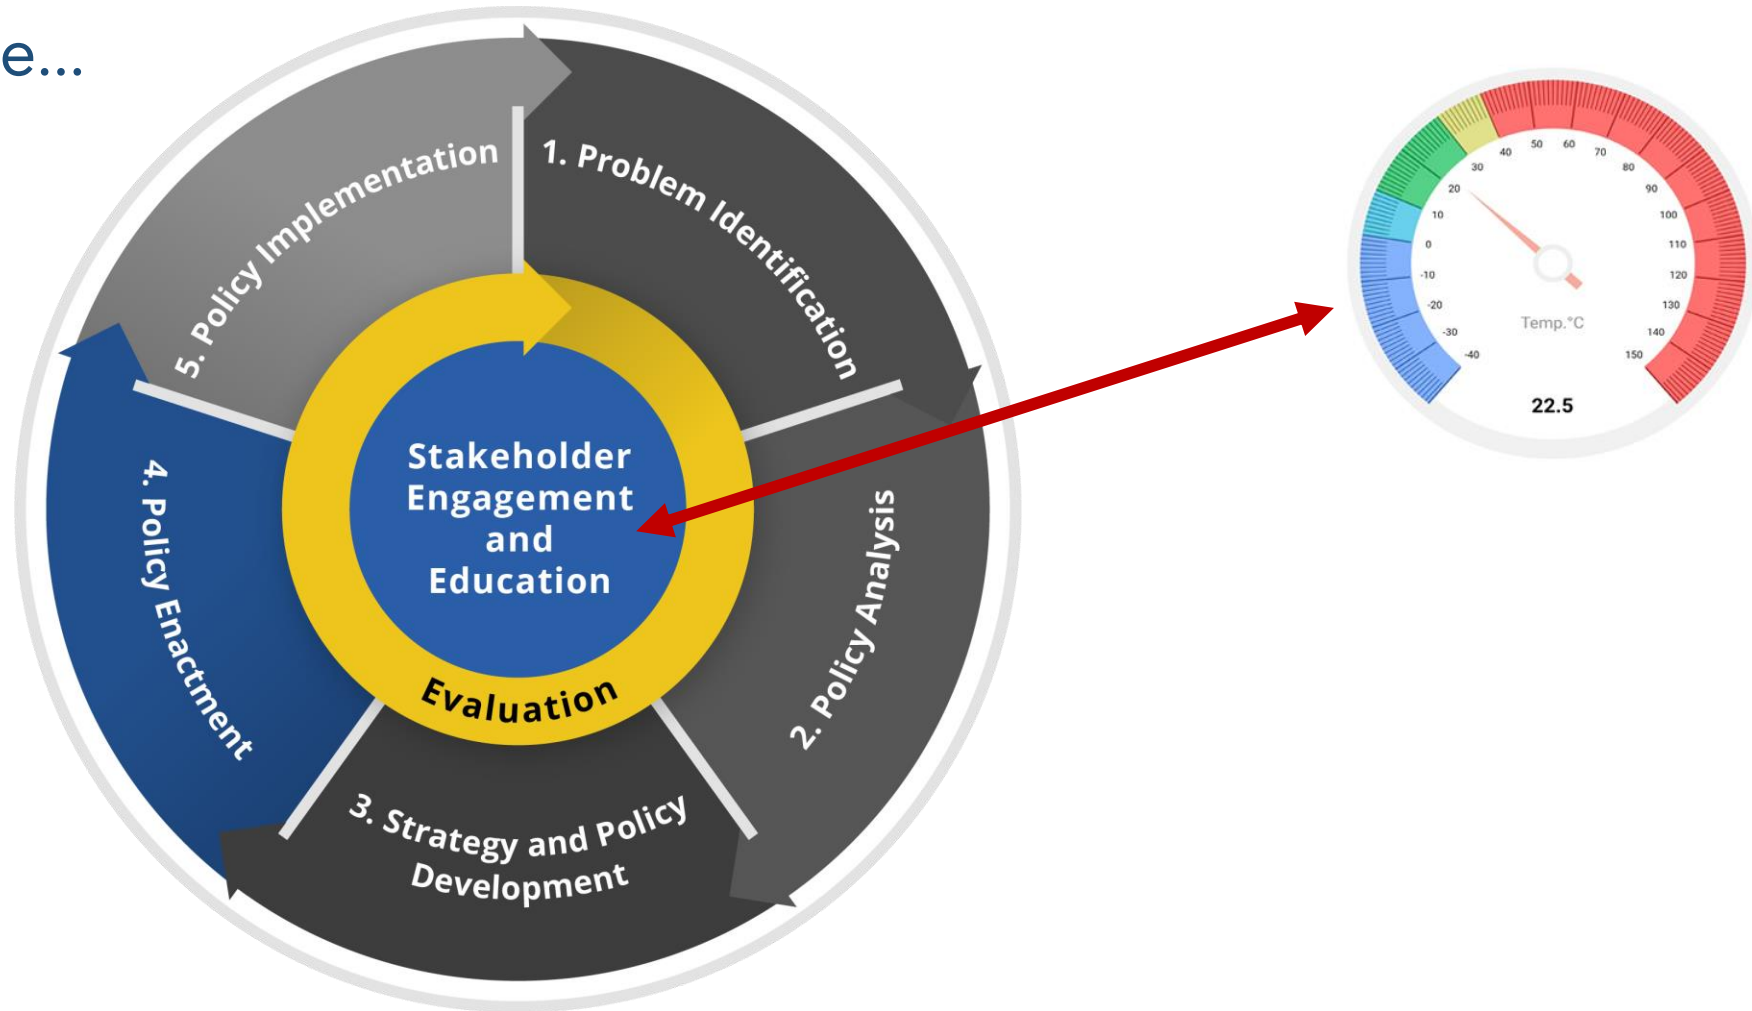 e...
1. Problem Identification
2. Policy Analysis
3. Strategy and Policy
Development
4. Policy Enactment
5. Policy Implementation
Stakeholder
Engagement
and
Education
Evaluation
-40
-30
-20
-10
0
10
20
30
40
50
60
70
80
90
100
110
120
130
140
150
Temp.°C
22.5